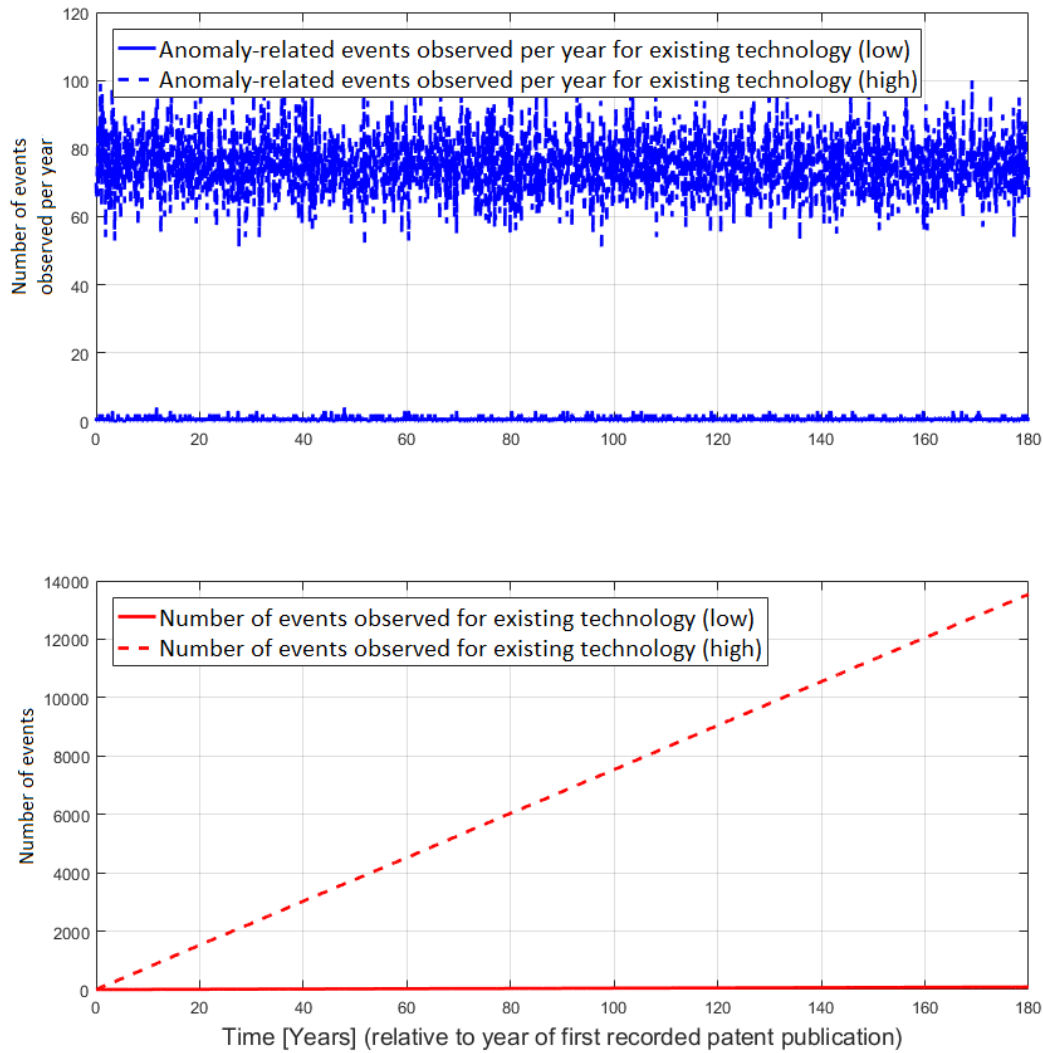 120
100
80
60
40
20
0
Number of events
observed per year
Anomaly-related events observed per year for existing technology (low)
Anomaly-related events observed per year for existing technology (high)
0 20 40 60 80 100 120 140 160 180
14000
12000
10000
8000
6000
4000
2000
0
Number of events
Number of events observed for existing technology (low)
Number of events observed for existing technology (high)
0 20 40 60 80 100 120 140 160 180
Time [Years] (relative to year of first recorded patent publication)